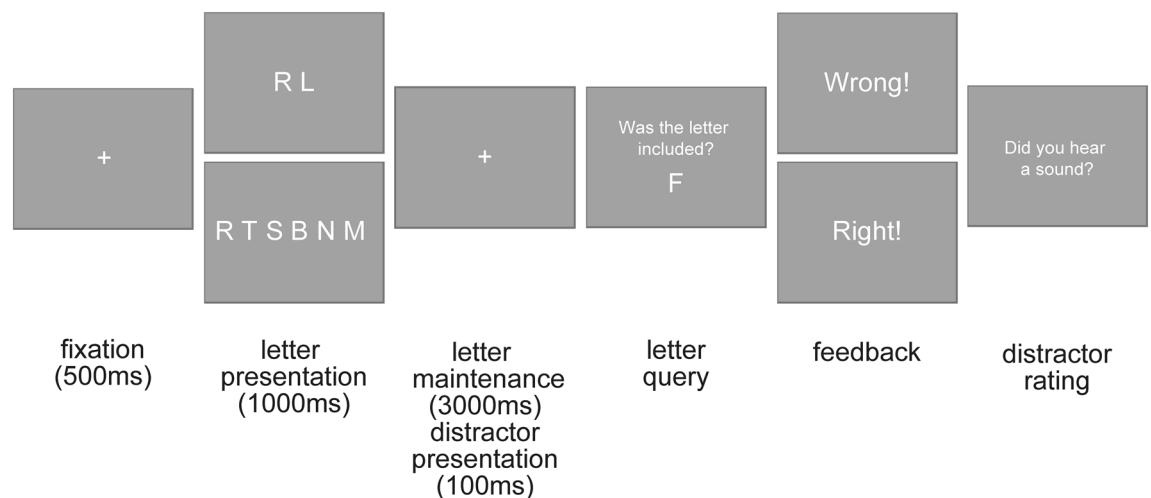 +
R L
R T S B N M
+
Was the letter
included?
F
Wrong!
Right!
Did you hear
a sound?
fixation
(500ms)
letter
presentation
(1000ms)
letter
maintenance
(3000ms)
distractor
presentation
(100ms)
letter
query
feedback
distractor
rating